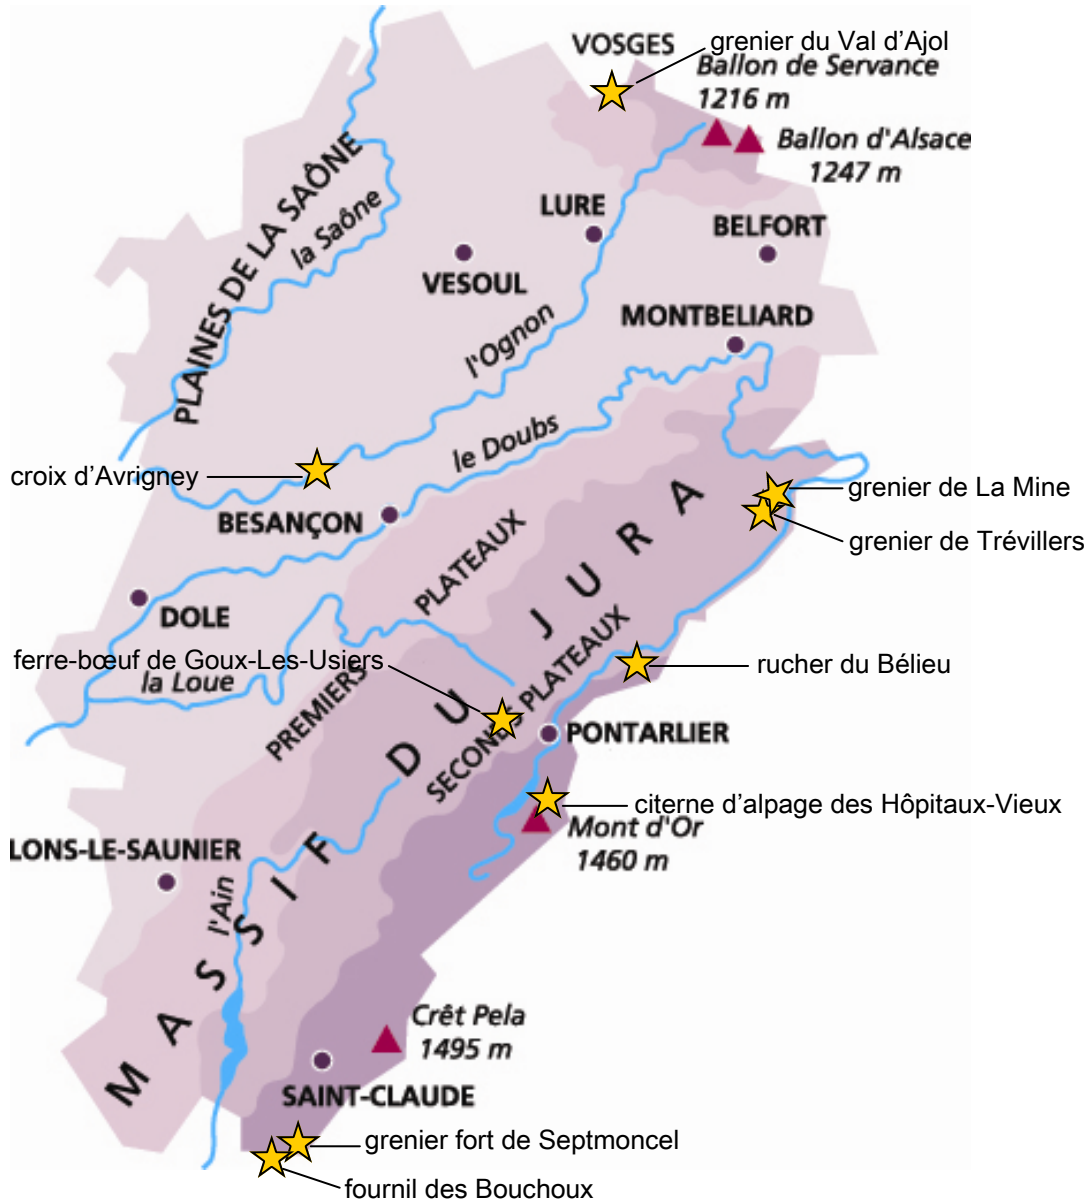 VOSGES
grenier du Val d’Ajol
Ballon de Servance
1216 m
Ballon d'Alsace
1247 m
PLAINES DE LA SAÔNE
la Saône
LURE
BELFORT
VESOUL
MONTBELIARD
l'Ognon
le Doubs
croix d’Avrigney
grenier de La Mine
BESANÇON
grenier de Trévillers
PLATEAUX
DOLE
ferre-bœuf de Goux-Les-Usiers
rucher du Bélieu
la Loue
PREMIERS
SECONDS PLATEAUX
PONTARLIER
MASSIF DU JURA
citerne d’alpage des Hôpitaux-Vieux
Mont d'Or
1460 m
LONS-LE-SAUNIER
l'Ain
Crêt Pela
1495 m
SAINT-CLAUDE
grenier fort de Septmoncel
fournil des Bouchoux